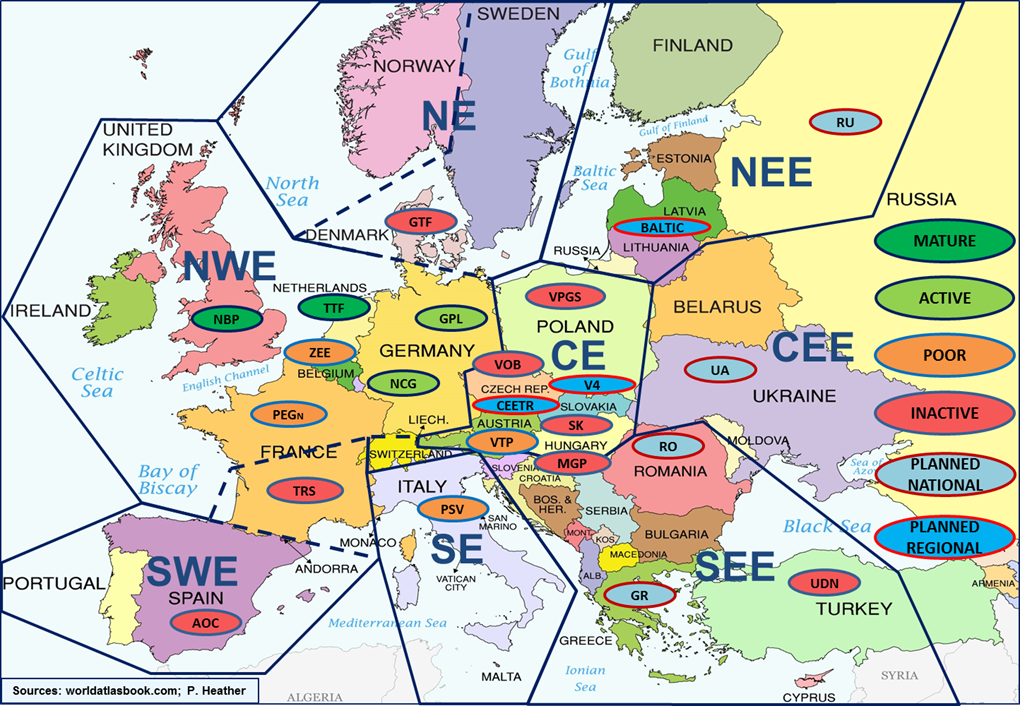 SWEDEN
FINLAND
NORWAY
Gulf
of
Bothnia
NE
RU
Gulf of Finland
UNITED
KINGDOM
ESTONIA
NEE
North
Sea
Baltic
Sea
RUSSIA
LATVIA
BALTIC
GTF
DENMARK
LITHUANIA
RUSSIA
MATURE
NWE
NETHERLANDS
TTF
VPGS
BELARUS
ACTIVE
IRELAND
NBP
GPL
POLAND
ZEE
GERMANY
CE
CEE
POOR
BELGIUM
VOB
UA
Celtic
Sea
English Channel
NCG
CZECH REP.
V4
UKRAINE
CEETR
SLOVAKIA
PEGN
LIECH.
AUSTRIA
SK
INACTIVE
FRANCE
SWITZERLAND
VTP
HUNGARY
RO
MOLDOVA
MGP
ROMANIA
Bay of
Biscay
TRS
ITALY
SLOVENIA
CROATIA
Sea of
Azov
PLANNED
NATIONAL
PSV
SAN
MARINO
BOS. &
HER.
SERBIA
MONACO
SE
MONT.
KOS.
BULGARIA
Black Sea
PLANNED
REGIONAL
ANDORRA
MACEDONIA
PORTUGAL
SWE
SPAIN
VATICAN
CITY
ALB.
SEE
UDN
ARMENIA
GR
TURKEY
AOC
Mediterranean Sea
GREECE
MALTA
Ionian
Sea
SYRIA
Sources: worldatlasbook.com; P. Heather
ALGERIA
CYPRUS